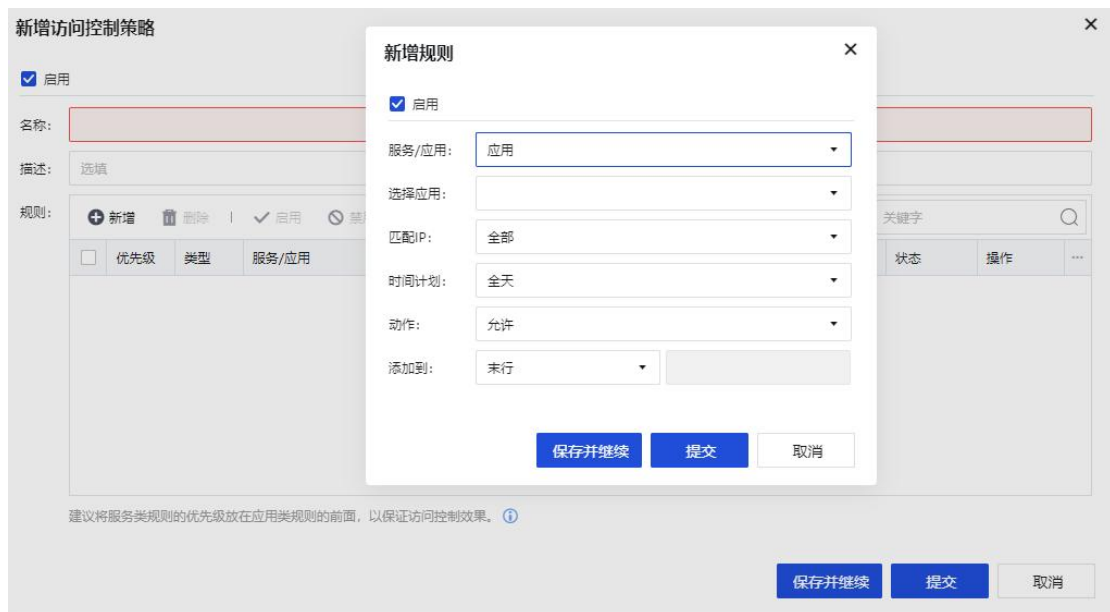 新增访问控制策略
启用
名称:
描述: 选填
规则: 新增 删除 启用 关键字
优先级 类型 服务/应用 状态 操作
新增规则
启用
服务/应用: 应用
选择应用:
匹配IP: 全部
时间计划: 全天
动作: 允许
添加到: 末行
保存并继续 提交 取消
建议将服务类规则的优先级放在应用类规则的前面，以保证访问控制效果。
保存并继续 提交 取消